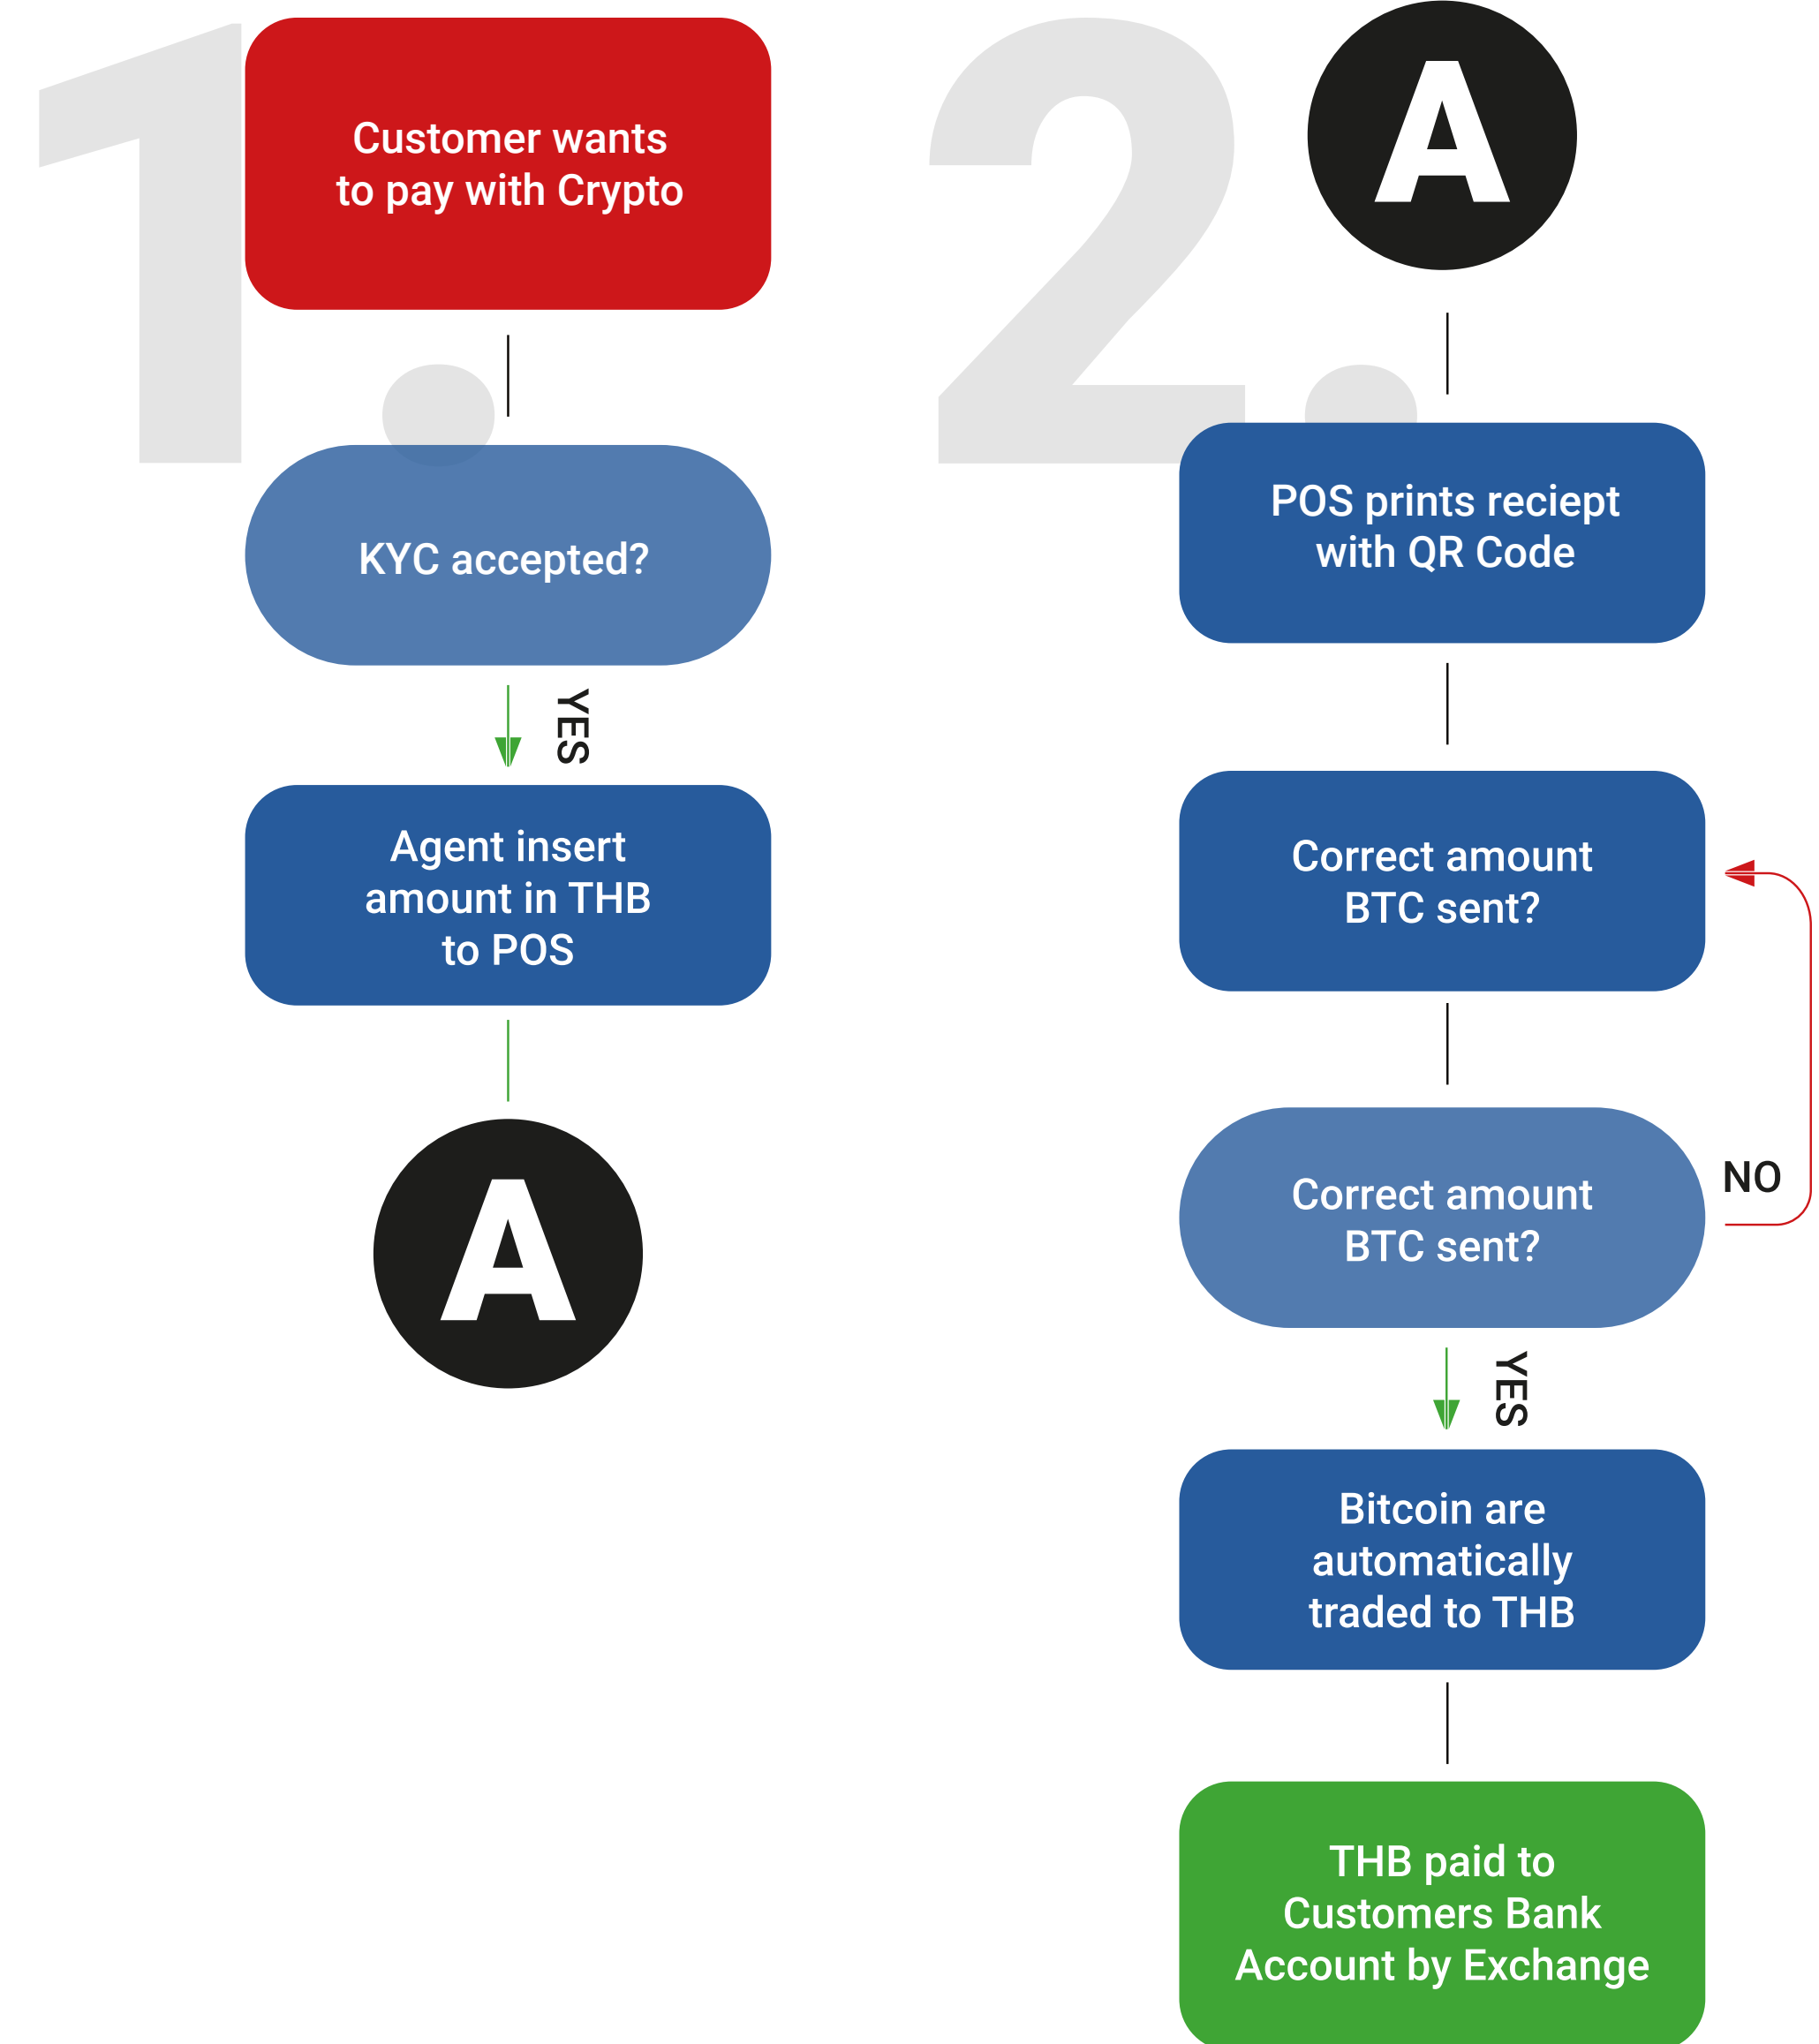 1.
Customer wants
to pay with Crypto
KYC accepted?
YES
Agent insert
amount in THB
to POS
A
2.
A
POS prints reciept
with QR Code
Correct amount
BTC sent?
Correct amount
BTC sent?
NO
YES
Bitcoin are
automatically
traded to THB
THB paid to
Customers Bank
Account by Exchange